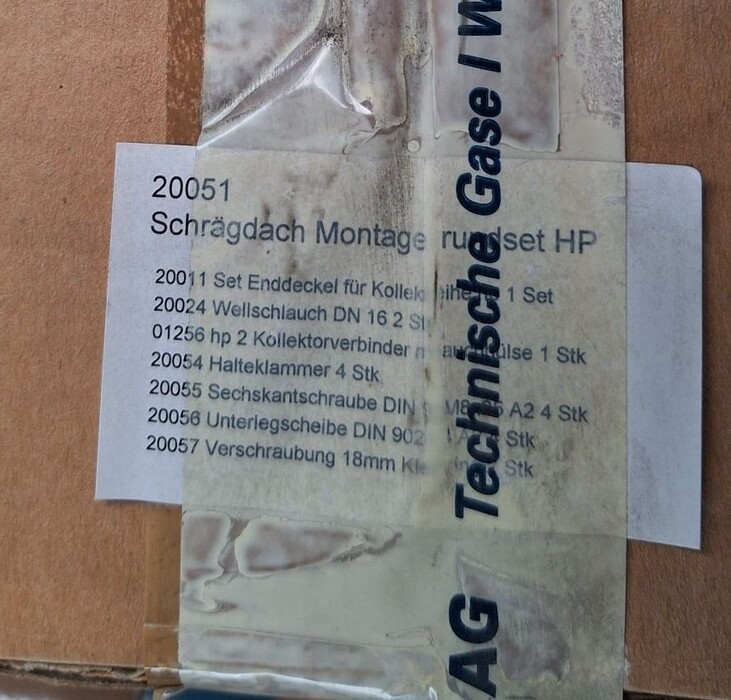 20051
Schrägdach Montage rundset HP
20011 Set Enddeckel für 1 Set
20024 Wellschlauch DN 16 2
01256 hp 2 Kollektorverbinder 1 Stk
20054 Halteklammer 4 Stk
20055 Sechskantschraube DIN A2 4 Stk
20056 Unterlegscheibe DIN Stk
20057 Verschraubung 18mm Stk
AG Technische Gase I W